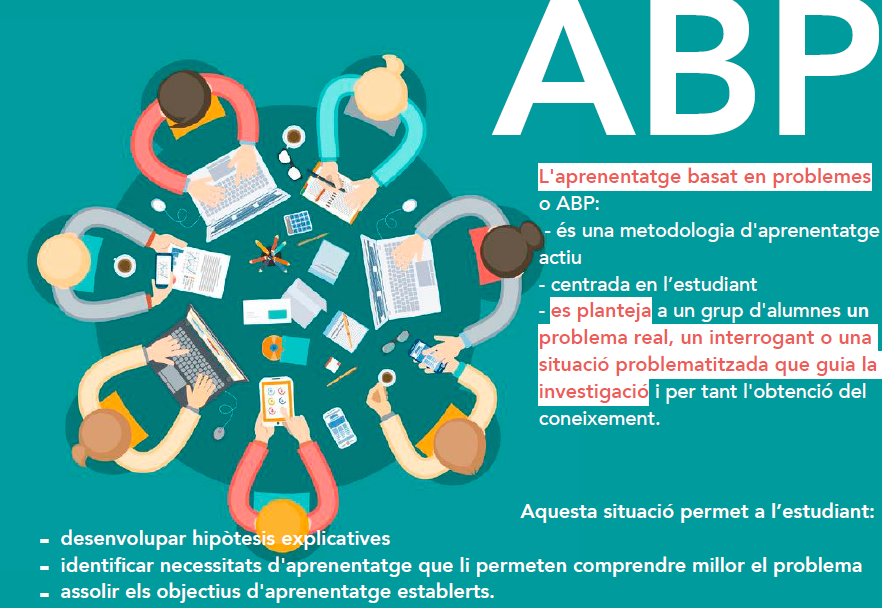 ABP
L'aprenentatge basat en problemes
o ABP:
- és una metodologia d'aprenentatge
actiu
- centrada en l’estudiant
- es planteja a un grup d'alumnes un
problema real, un interrogant o una
situació problematitzada que guia la
investigació i per tant l'obtenció del
coneixement.
Aquesta situació permet a l’estudiant:
- desenvolupar hipòtesis explicatives
- identificar necessitats d'aprenentatge que li permeten comprendre millor el problema
- assolir els objectius d'aprenentatge establerts.